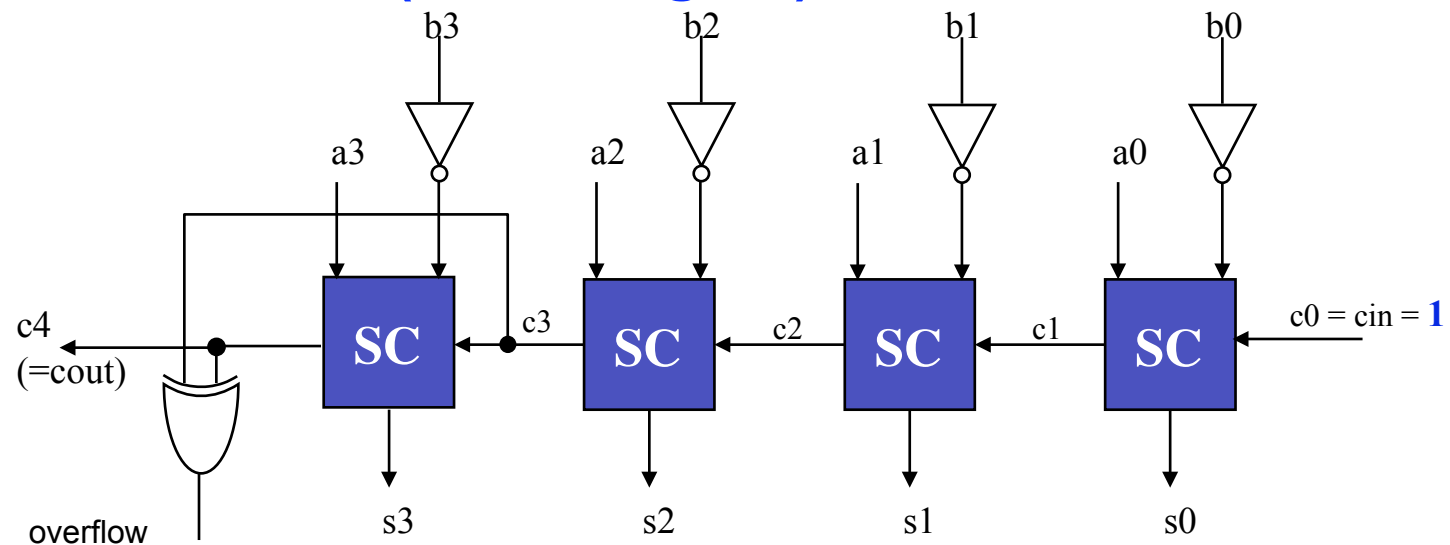 b3 b2 b1 b0
a3 a2 a1 a0
c4 SC c3 SC c2 SC c1 SC c0 = cin = 1
(=cout)
overflow s3 s2 s1 s0